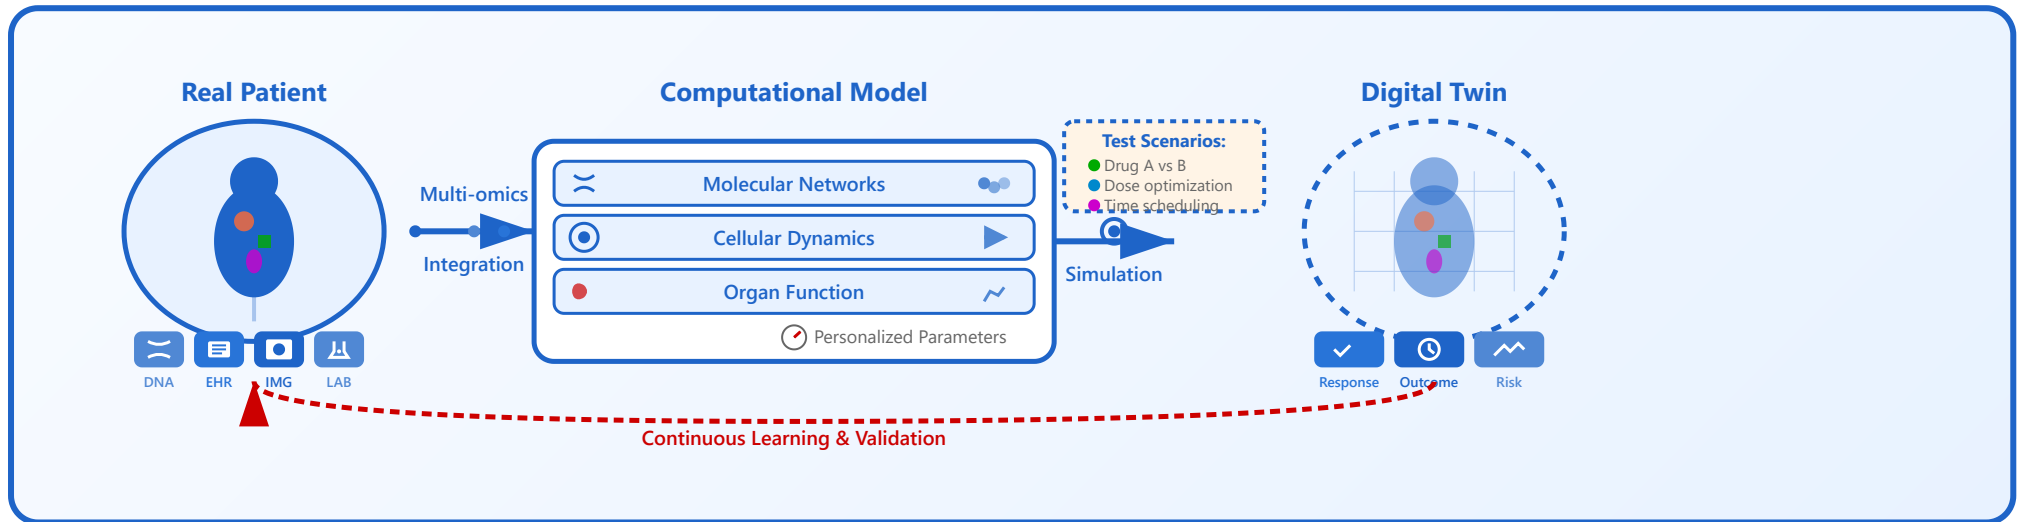 Real Patient
Computational Model
Digital Twin
Multi-omics
Integration
DNA
EHR
IMG
LAB
Molecular Networks
Cellular Dynamics
Organ Function
Personalized Parameters
Test Scenarios:
Drug A vs B
Dose optimization
Time scheduling
Simulation
Response
Outcome
Risk
Continuous Learning & Validation